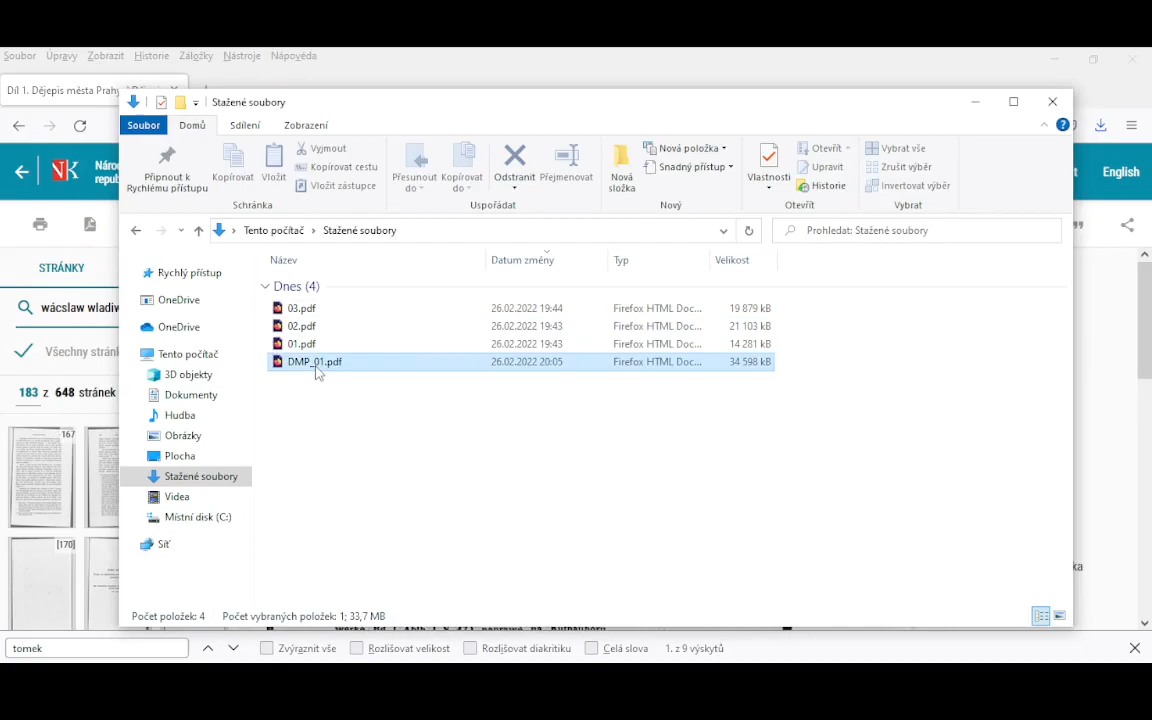 Soubor Úpravy Zobrazit Historie Záložky Nástroje Nápověda
Díl 1. Dějepis města Prahy
Stažené soubory
Soubor Domů Sdílení Zobrazení
Připnout k Rychlému přístupu
Kopírovat
Vložit
Vyjmout
Kopírovat cestu
Vložit zástupce
Schránka
Přesunout do
Kopírovat do
Odstranit
Přejmenovat
Uspořádat
Nová složka
Nová položka
Snadný přístup
Nový
Vlastnosti
Otevřít
Upravit
Historie
Otevřít
Vybrat vše
Zrušit výběr
Invertovat výběr
Vybrat
NK Náro
repub
English
Tento počítač › Stažené soubory
Prohledat: Stažené soubory
STRÁNKY
wácslaw wladiv
Všechny stránk
183 z 648 stránek
167
[170]
Rychlý přístup
OneDrive
OneDrive
Tento počítač
3D objekty
Dokumenty
Hudba
Obrázky
Plocha
Stažené soubory
Videa
Místní disk (C:)
Síť
Název Datum změny Typ Velikost
Dnes (4)
03.pdf 26.02.2022 19:44 Firefox HTML Doc... 19 879 kB
02.pdf 26.02.2022 19:43 Firefox HTML Doc... 21 103 kB
01.pdf 26.02.2022 19:43 Firefox HTML Doc... 14 281 kB
DMP_01.pdf 26.02.2022 20:05 Firefox HTML Doc... 34 598 kB
ka
Počet položek: 4 Počet vybraných položek: 1; 33,7 MB
tomek Zvýraznit vše Rozlišovat velikost Rozlišovat diakritiku Celá slova 1. z 9 výskytů